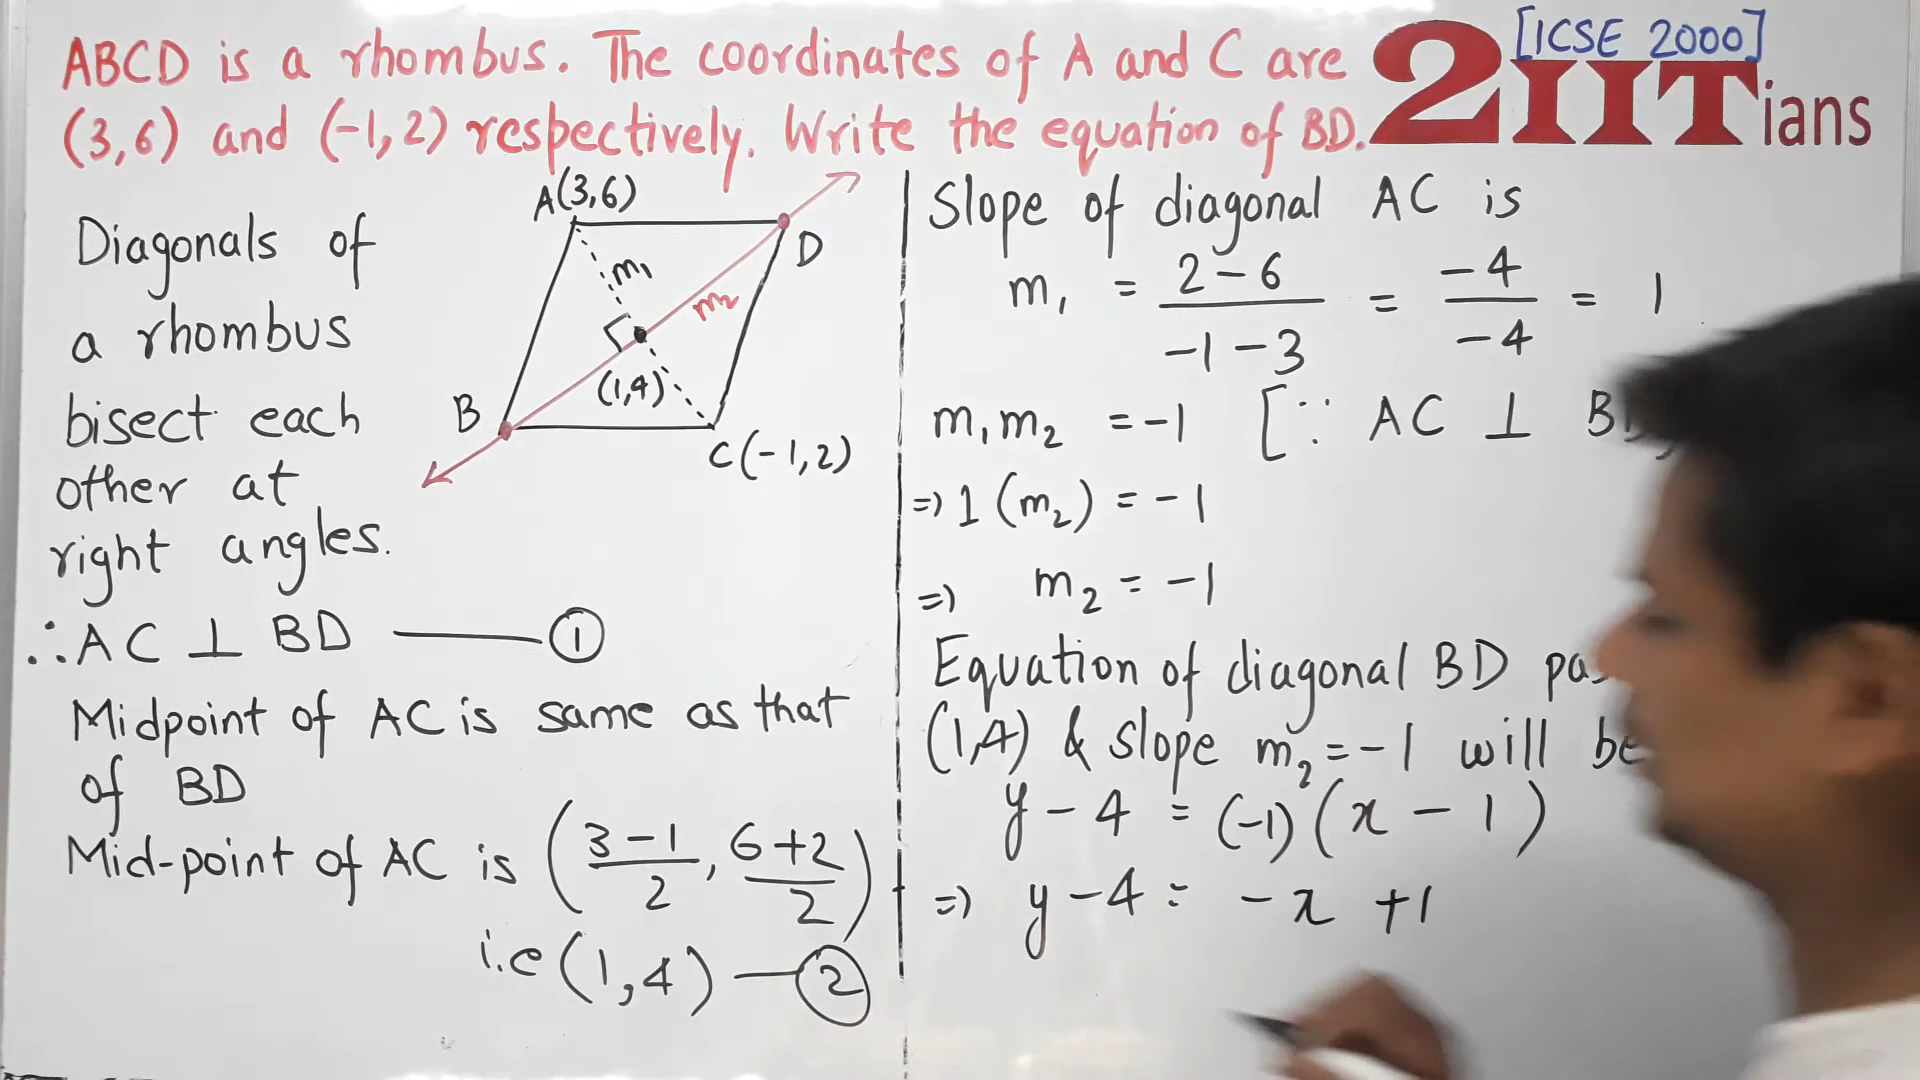 [ICSE 2000]
ABCD is a rhombus. The coordinates of A and C are
(3,6) and (-1,2) respectively. Write the equation of BD.
2IITians
Diagonals of
a rhombus
bisect each
other at
right angles.
∴ AC ⊥ BD —— ①
Midpoint of AC is same as that
of BD
Mid-point of AC is (3-1/2, 6+2/2)
i.e (1,4) — ②
A(3,6)
D
m₁
m₂
(1,4)
B
C(-1,2)
Slope of diagonal AC is
m₁ = 2-6/-1-3 = -4/-4 = 1
m₁m₂ = -1 [∵ AC ⊥
⇒ 1(m₂) = -1
⇒ m₂ = -1
Equation of diagonal BD
(1,4) & slope m₂ = -1 will be
y-4 = (-1)(x-1)
⇒ y-4 = -x+1